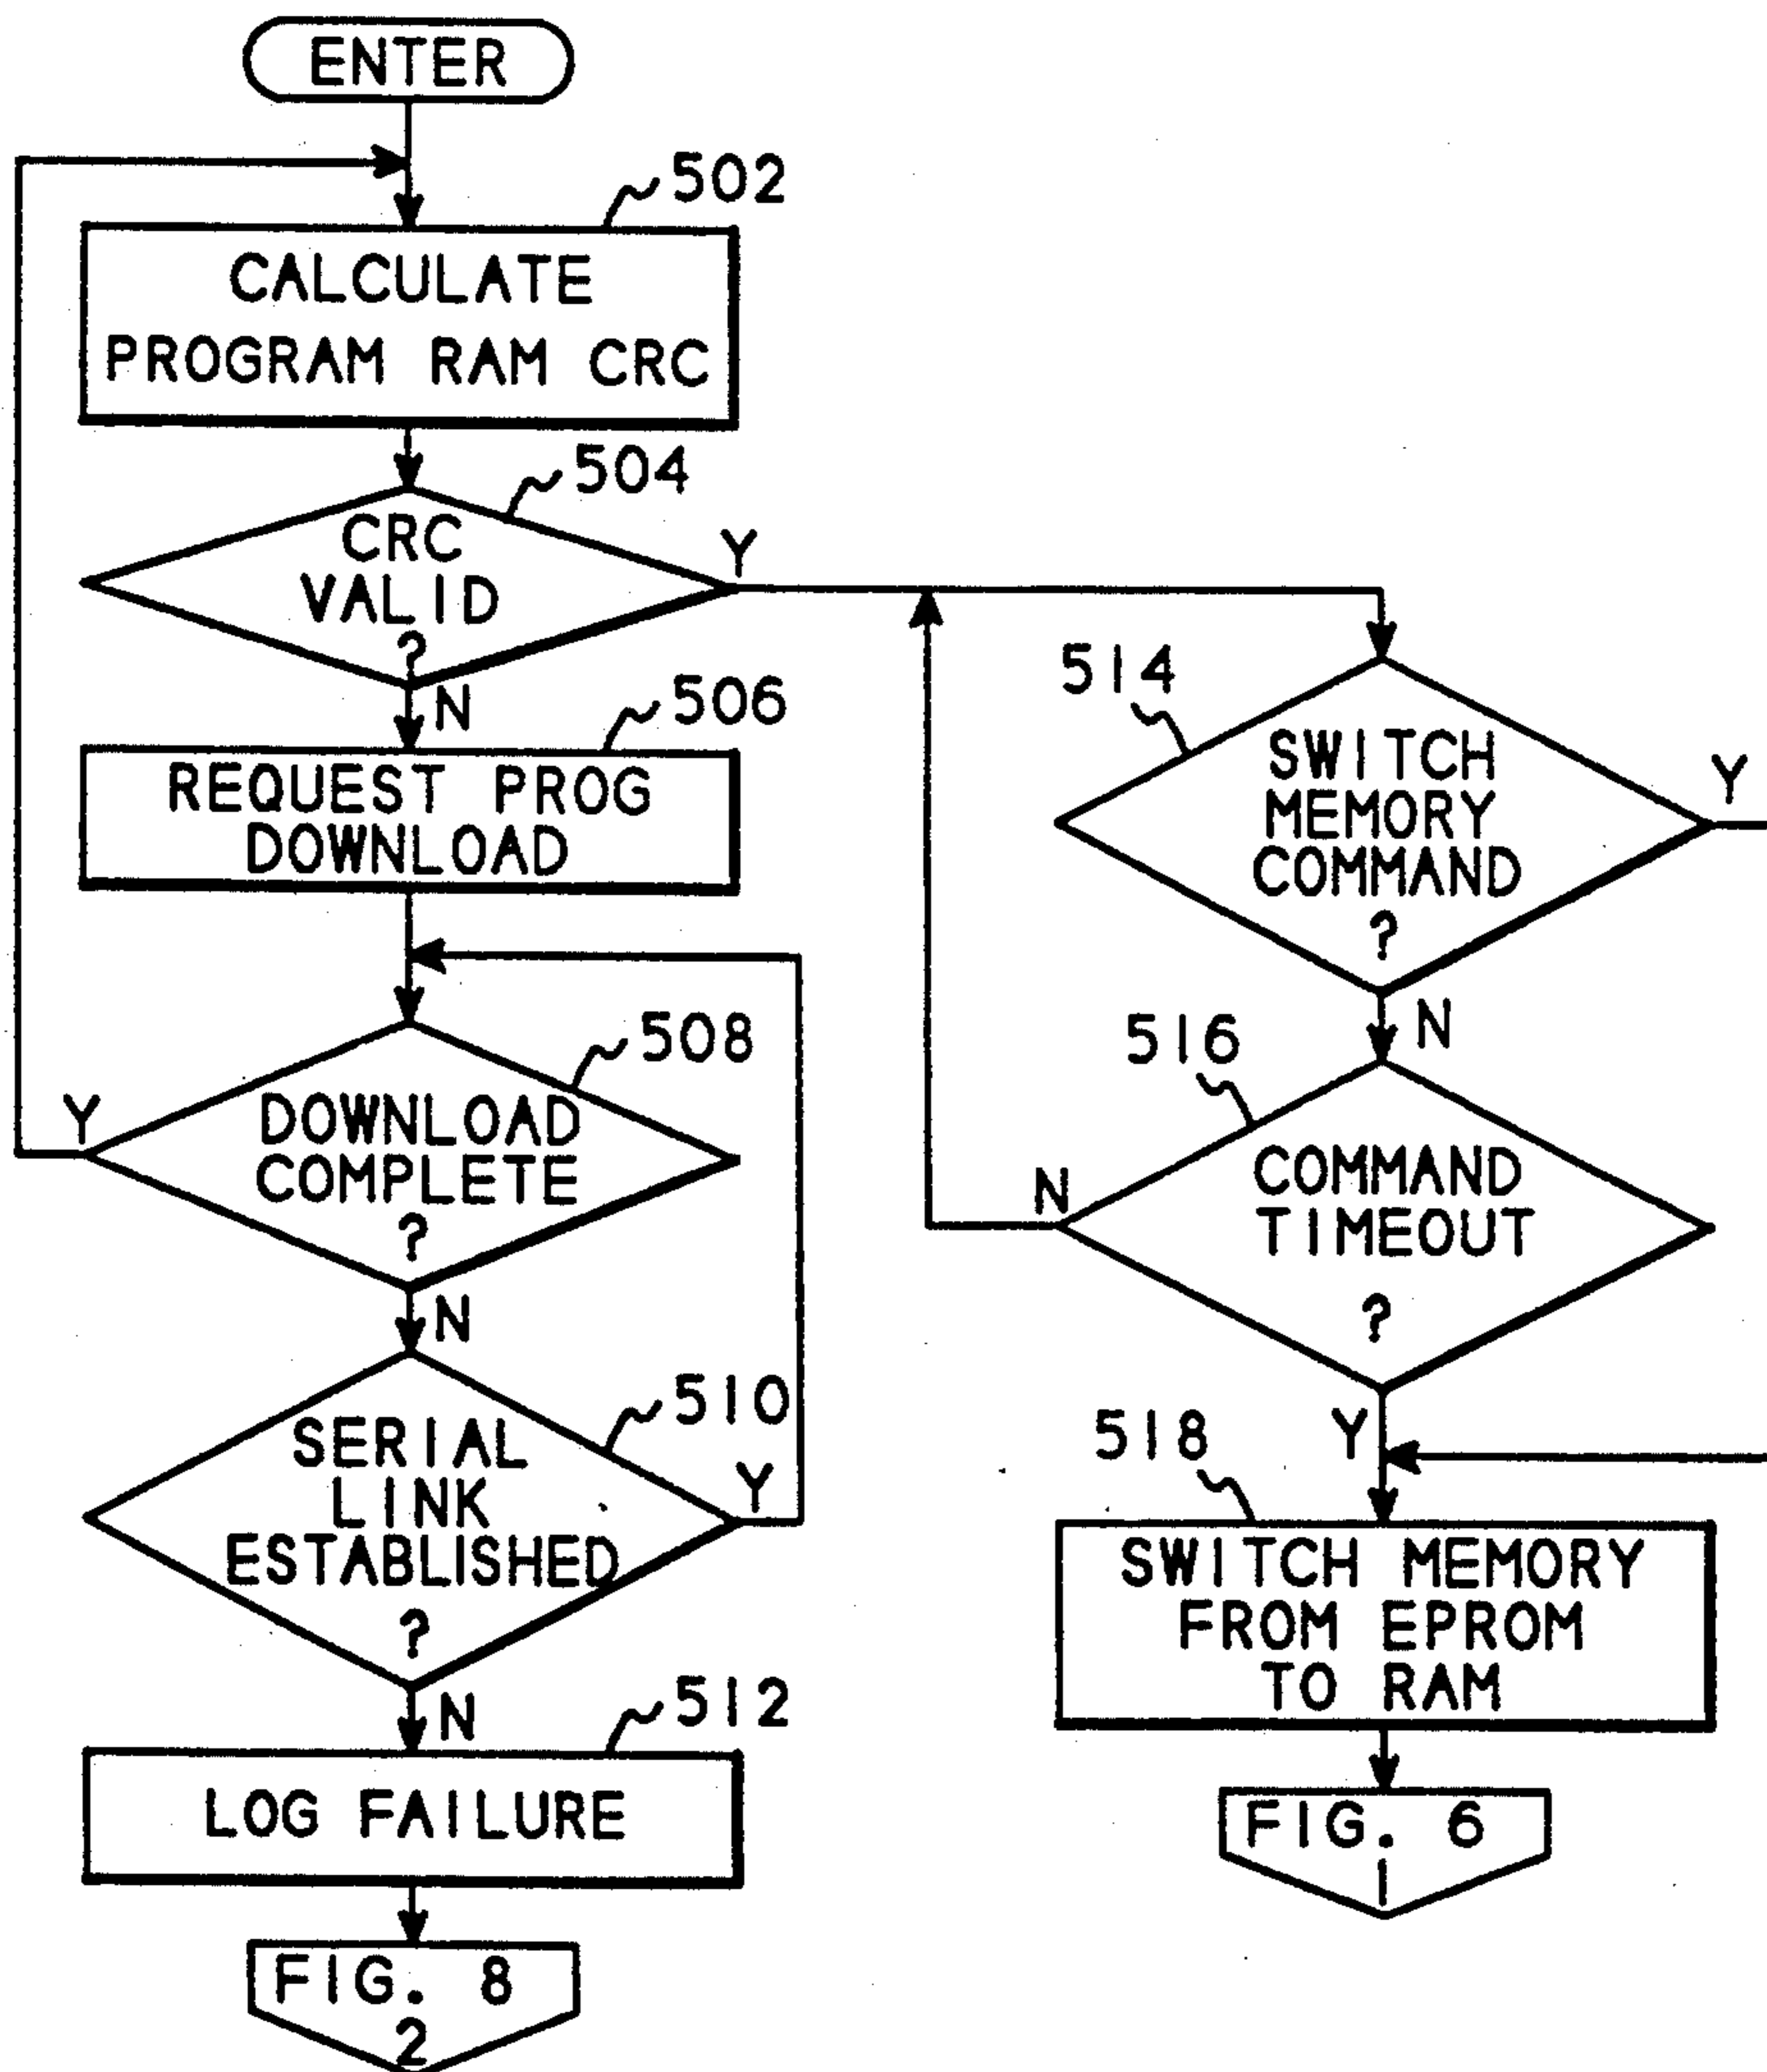 ENTER
502
CALCULATE
PROGRAM RAM CRC
504
CRC
VALID
?
Y
N
506
REQUEST PROG
DOWNLOAD
508
DOWNLOAD
COMPLETE
?
Y
N
510
SERIAL
LINK
ESTABLISHED
?
Y
N
512
LOG FAILURE
FIG. 8
2
514
SWITCH
MEMORY
COMMAND
?
Y
N
516
COMMAND
TIMEOUT
?
N
Y
518
SWITCH MEMORY
FROM EPROM
TO RAM
FIG. 6
1